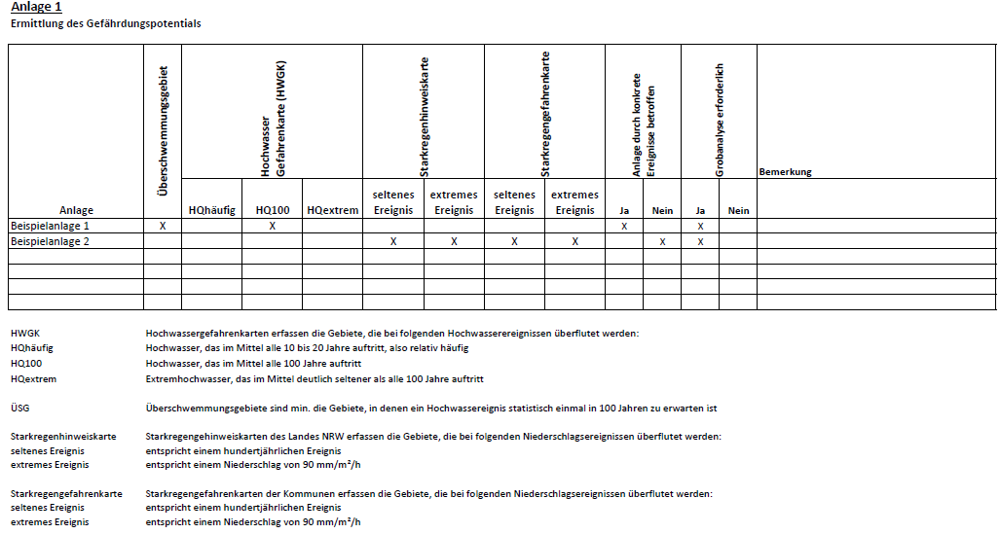 Anlage 1
Ermittlung des Gefährdungspotentials
Anlage
Überschwemmungsgebiet
Hochwasser
Gefahrenkarte (HWGK)
Starkregenhinweiskarte
Starkregengefahrenkarte
Anlage durch konkrete
Ereignisse betroffen
Grobanalyse erforderlich
Bemerkung
HQhäufig HQ100 HQextrem seltenes Ereignis extremes Ereignis seltenes Ereignis extremes Ereignis Ja Nein Ja Nein
Beispielanlage 1 X X X X
Beispielanlage 2 X X X X X X
HWGK Hochwassergefahrenkarten erfassen die Gebiete, die bei folgenden Hochwasserereignissen überflutet werden:
HQhäufig Hochwasser, das im Mittel alle 10 bis 20 Jahre auftritt, also relativ häufig
HQ100 Hochwasser, das im Mittel alle 100 Jahre auftritt
HQextrem Extremhochwasser, das im Mittel deutlich seltener als alle 100 Jahre auftritt
ÜSG Überschwemmungsgebiete sind min. die Gebiete, in denen ein Hochwassereignis statistisch einmal in 100 Jahren zu erwarten ist
Starkregenhinweiskarte Starkregengehinweiskarten des Landes NRW erfassen die Gebiete, die bei folgenden Niederschlagsereignissen überflutet werden:
seltenes Ereignis entspricht einem hundertjährlichen Ereignis
extremes Ereignis entspricht einem Niederschlag von 90 mm/m²/h
Starkregengefahrenkarte Starkregengefahrenkarten der Kommunen erfassen die Gebiete, die bei folgenden Niederschlagsereignissen überflutet werden:
seltenes Ereignis entspricht einem hundertjährlichen Ereignis
extremes Ereignis entspricht einem Niederschlag von 90 mm/m²/h